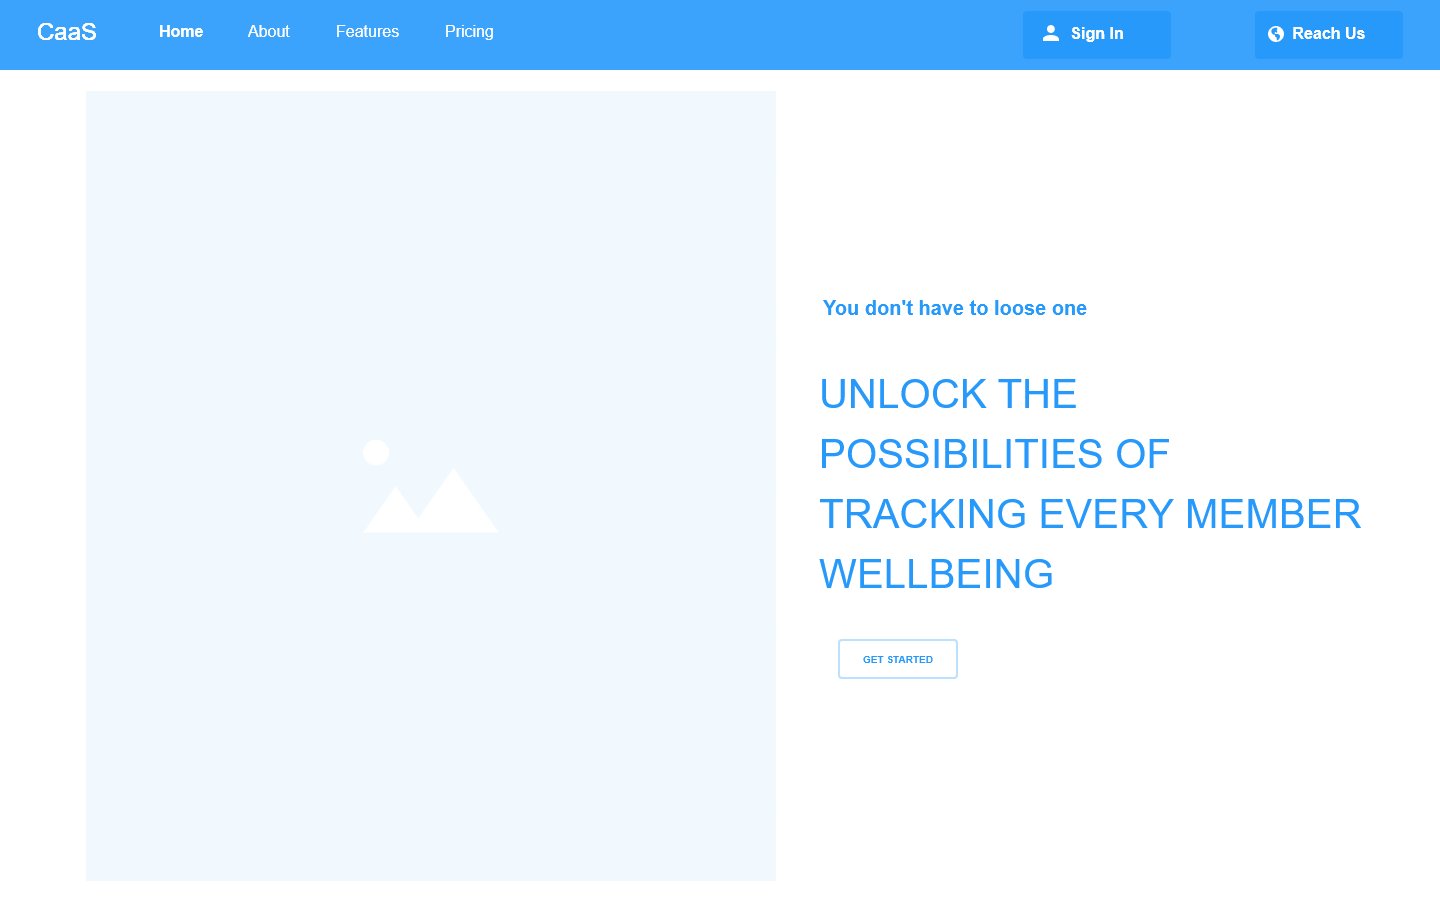 CaaS
Home
About
Features
Pricing
Sign In
Reach Us
You don't have to loose one
UNLOCK THE
POSSIBILITIES OF
TRACKING EVERY MEMBER
WELLBEING
GET STARTED